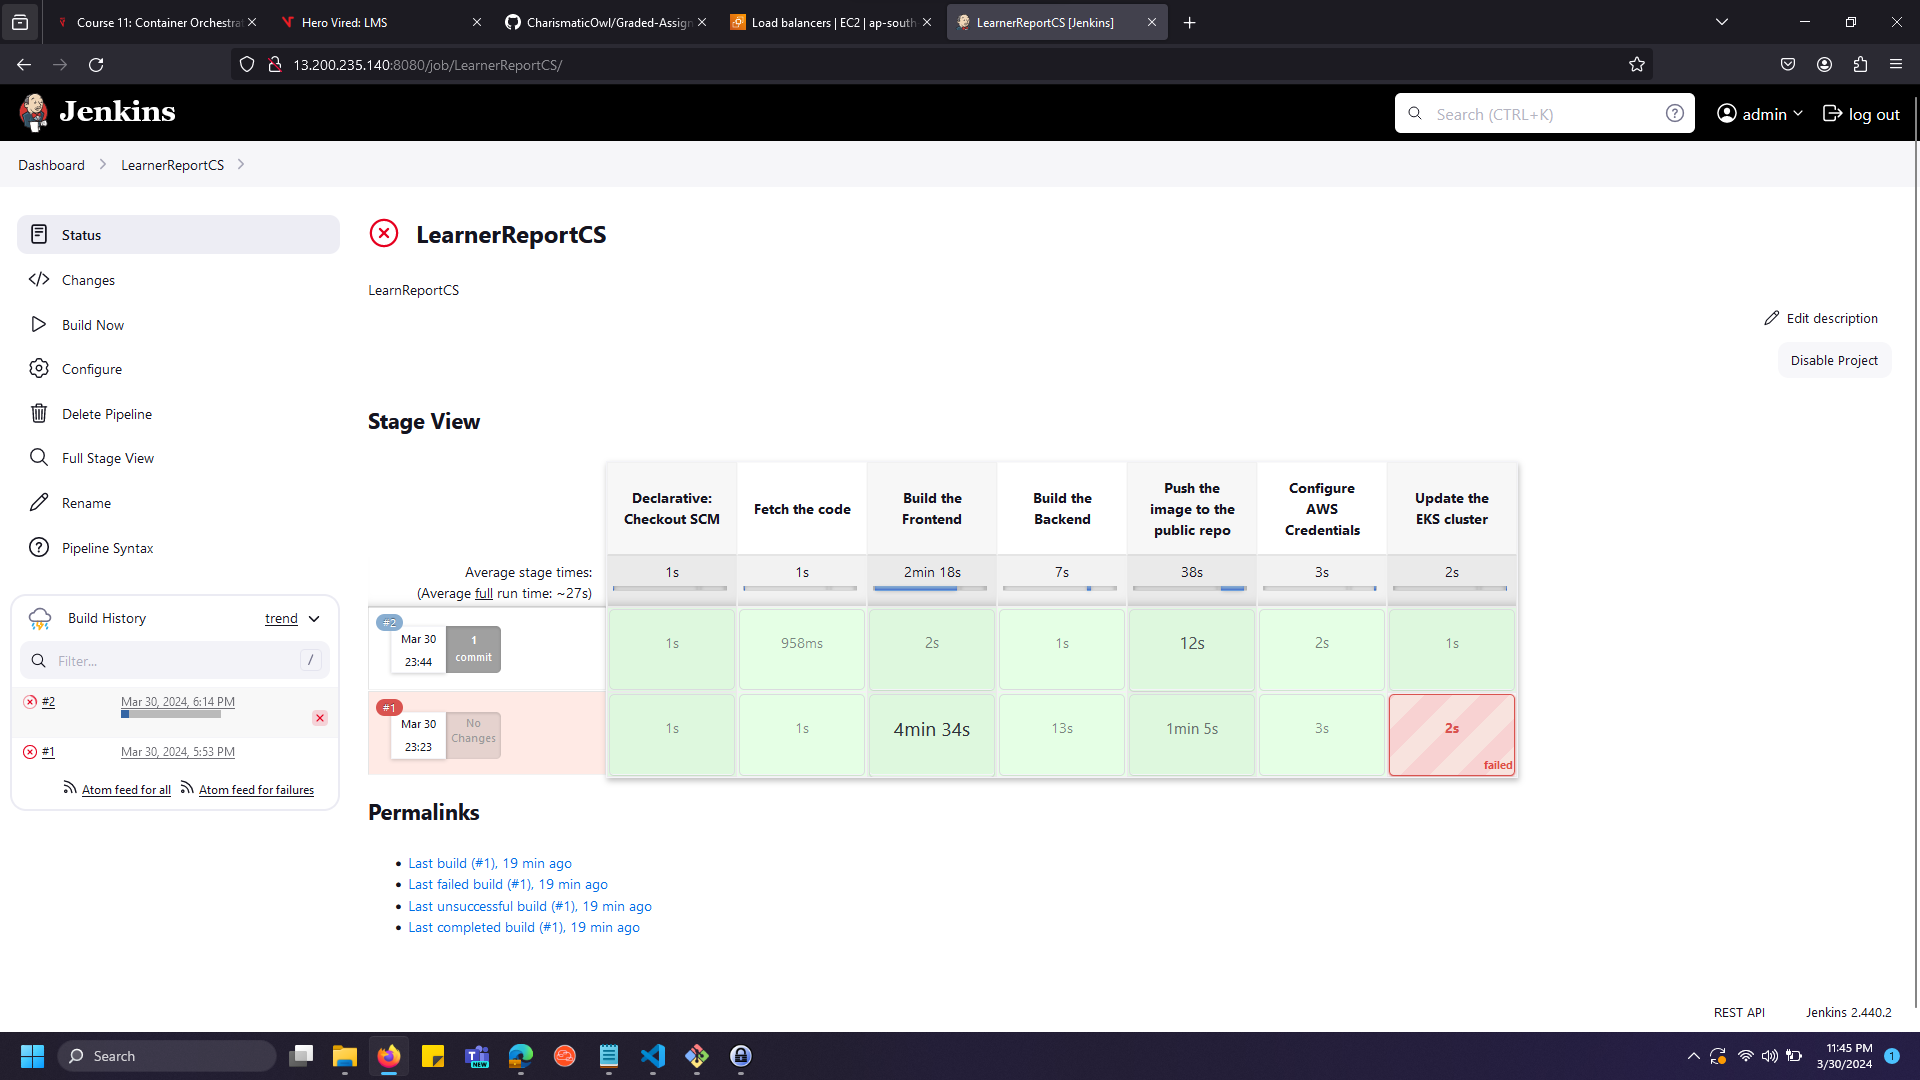 Course 11: Container Orchestrat
Hero Vired: LMS
CharismaticOwl/Graded-Assign
Load balancers | EC2 | ap-south
LearnerReportCS [Jenkins]
13.200.235.140:8080/job/LearnerReportCS/
Jenkins
Search (CTRL+K)
admin
log out
Dashboard
LearnerReportCS
Status
Changes
Build Now
Configure
Delete Pipeline
Full Stage View
Rename
Pipeline Syntax
Build History
trend
Filter...
/
#2
Mar 30, 2024, 6:14 PM
#1
Mar 30, 2024, 5:53 PM
Atom feed for all
Atom feed for failures
LearnerReportCS
LearnReportCS
Edit description
Disable Project
Stage View
Declarative: Checkout SCM
Fetch the code
Build the Frontend
Build the Backend
Push the image to the public repo
Configure AWS Credentials
Update the EKS cluster
Average stage times:
(Average full run time: ~27s)
1s
1s
2min 18s
7s
38s
3s
2s
#2
Mar 30
23:44
1 commit
1s
958ms
2s
1s
12s
2s
1s
#1
Mar 30
23:23
No Changes
1s
1s
4min 34s
13s
1min 5s
3s
2s
failed
Permalinks
Last build (#1), 19 min ago
Last failed build (#1), 19 min ago
Last unsuccessful build (#1), 19 min ago
Last completed build (#1), 19 min ago
REST API
Jenkins 2.440.2
Search
NEW
11:45 PM
3/30/2024
1